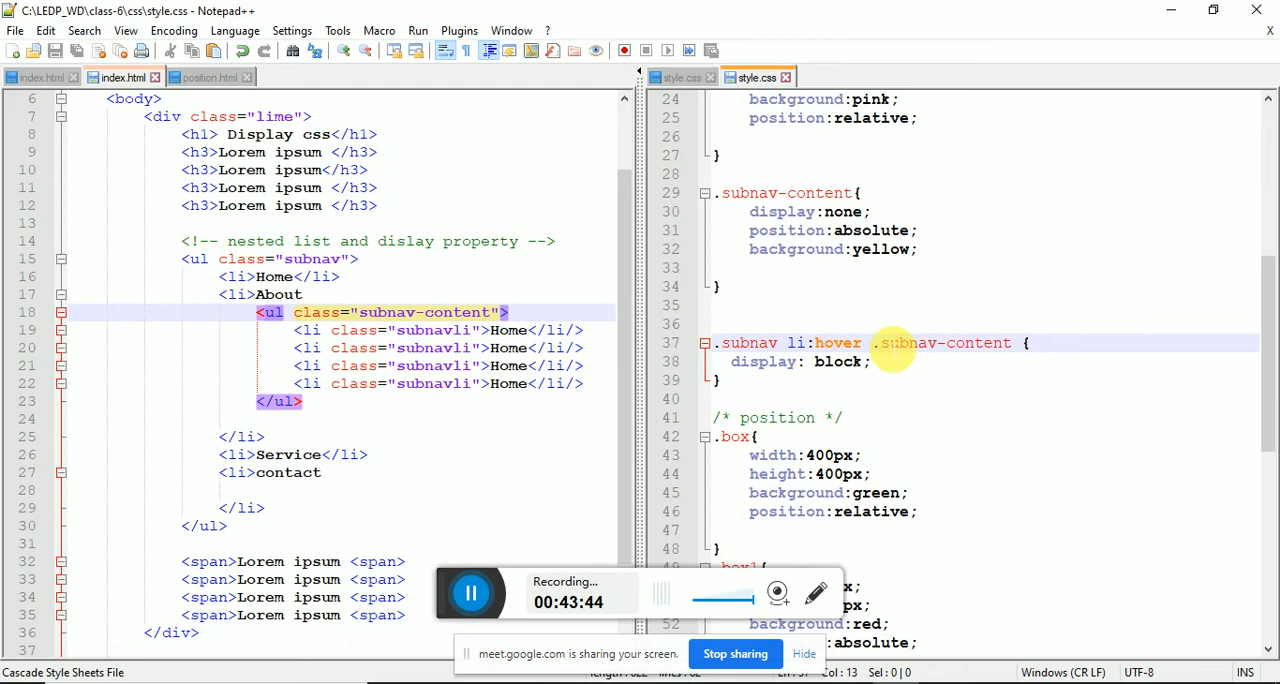 C:\LEDP_WD\class-6\css\style.css - Notepad++
File Edit Search View Encoding Language Settings Tools Macro Run Plugins Window ? X
index.html index.html position.html
style.css style.css
6 <body>
7 <div class="lime">
8 <h1> Display css</h1>
9 <h3>Lorem ipsum </h3>
10 <h3>Lorem ipsum</h3>
11 <h3>Lorem ipsum </h3>
12 <h3>Lorem ipsum </h3>
13
14 <!-- nested list and dislay property -->
15 <ul class="subnav">
16 <li>Home</li>
17 <li>About
18 <ul class="subnav-content">
19 <li class="subnavli">Home</li/>
20 <li class="subnavli">Home</li/>
21 <li class="subnavli">Home</li/>
22 <li class="subnavli">Home</li/>
23 </ul>
24
25 </li>
26 <li>Service</li>
27 <li>contact
28
29 </li>
30 </ul>
31
32 <span>Lorem ipsum <span>
33 <span>Lorem ipsum <span>
34 <span>Lorem ipsum <span>
35 <span>Lorem ipsum <span>
36 </div>
37
24 background:pink;
25 position:relative;
26
27 }
28
29 .subnav-content{
30 display:none;
31 position:absolute;
32 background:yellow;
33
34 }
35
36
37 .subnav li:hover .subnav-content {
38 display: block;
39 }
40
41 /* position */
42 .box{
43 width:400px;
44 height:400px;
45 background:green;
46 position:relative;
47
48 }
x;
px;
52 background:red;
:absolute;
Recording...
00:43:44
meet.google.com is sharing your screen. Stop sharing Hide
Cascade Style Sheets File
Col : 13 Sel : 0 | 0 Windows (CR LF) UTF-8 INS